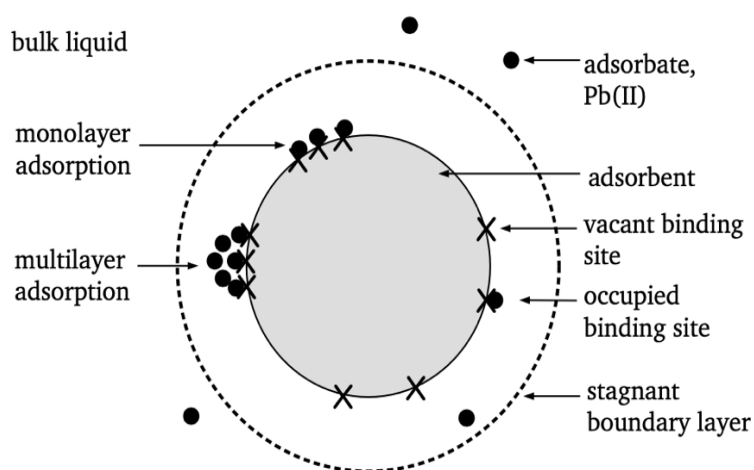 bulk liquid
adsorbate,
Pb(II)
monolayer
adsorption
adsorbent
vacant binding
site
multilayer
adsorption
occupied
binding site
stagnant
boundary layer